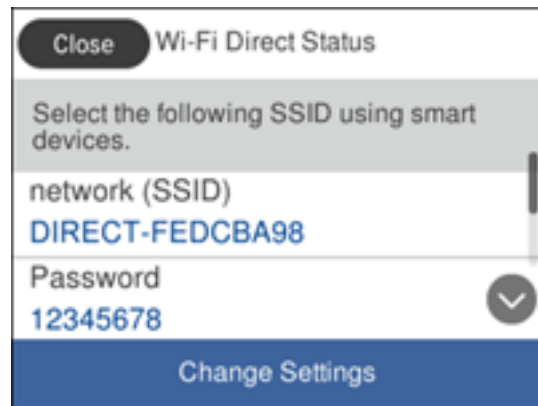 Close Wi-Fi Direct Status
Select the following SSID using smart
devices.
network (SSID)
DIRECT-FEDCBA98
Password
12345678
Change Settings